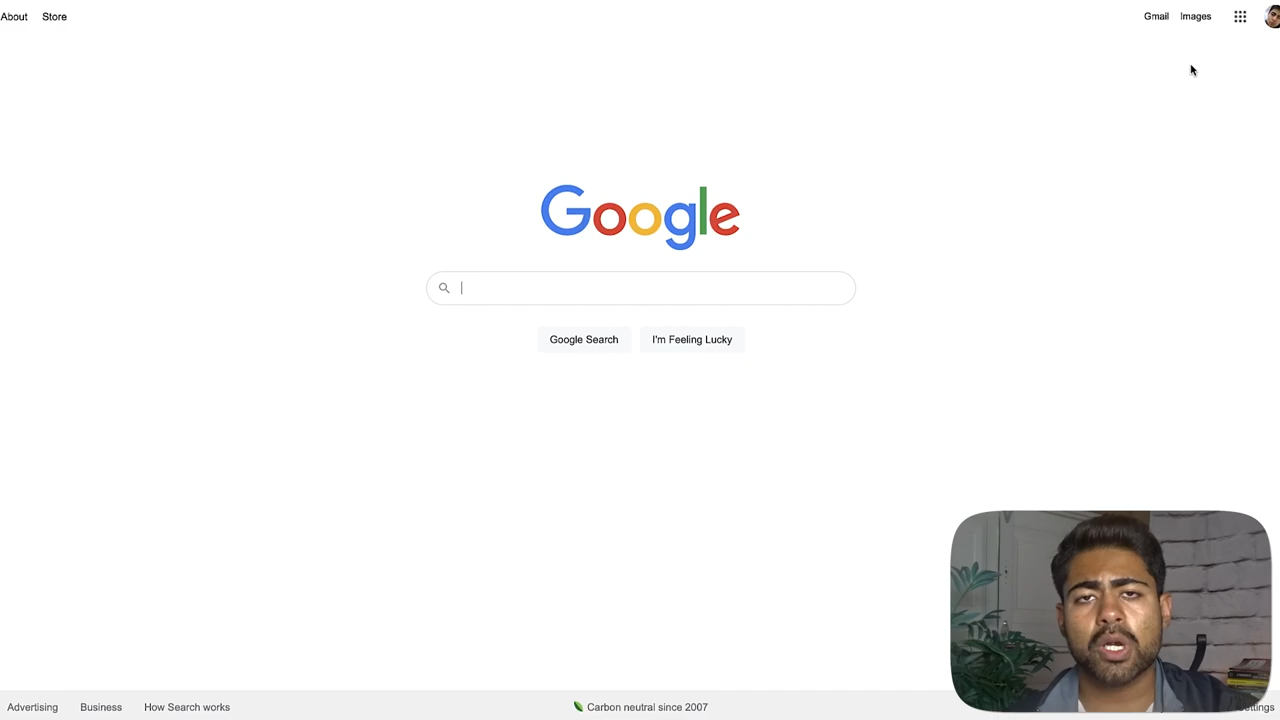 About Store
Gmail Images
Google
Google Search I'm Feeling Lucky
Advertising Business How Search works
Carbon neutral since 2007